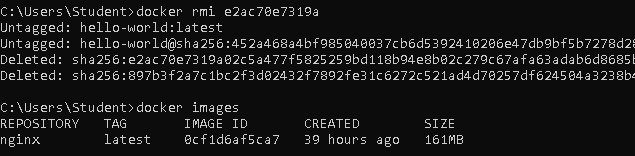 C:\Users\Student>docker rmi e2ac70e7319a
Untagged: hello-world:latest
Untagged: hello-world@sha256:452a468a4bf985040037cb6d5392410206e47db9bf5b7278d28
Deleted: sha256:e2ac70e7319a02c5a477f5825259bd118b94e8b02c279c67afa63adab6d8685b
Deleted: sha256:897b3f2a7c1bc2f3d02432f7892fe31c6272c521ad4d70257df624504a3238b4
C:\Users\Student>docker images
REPOSITORY TAG IMAGE ID CREATED SIZE
nginx latest 0cf1d6af5ca7 39 hours ago 161MB